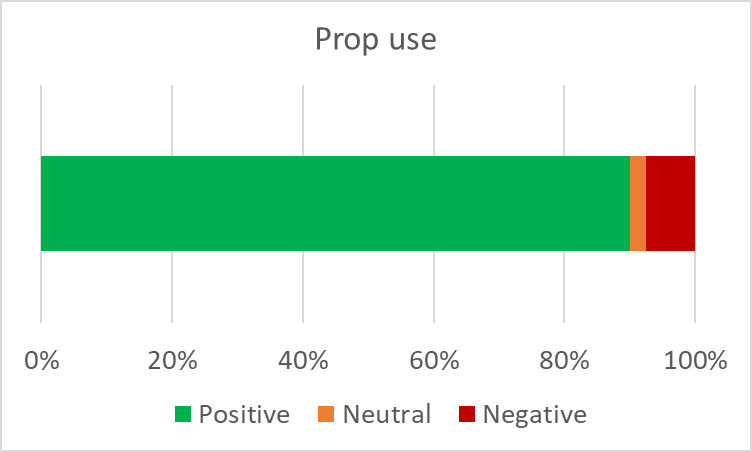 Prop use
0% 20% 40% 60% 80% 100%
Positive Neutral Negative